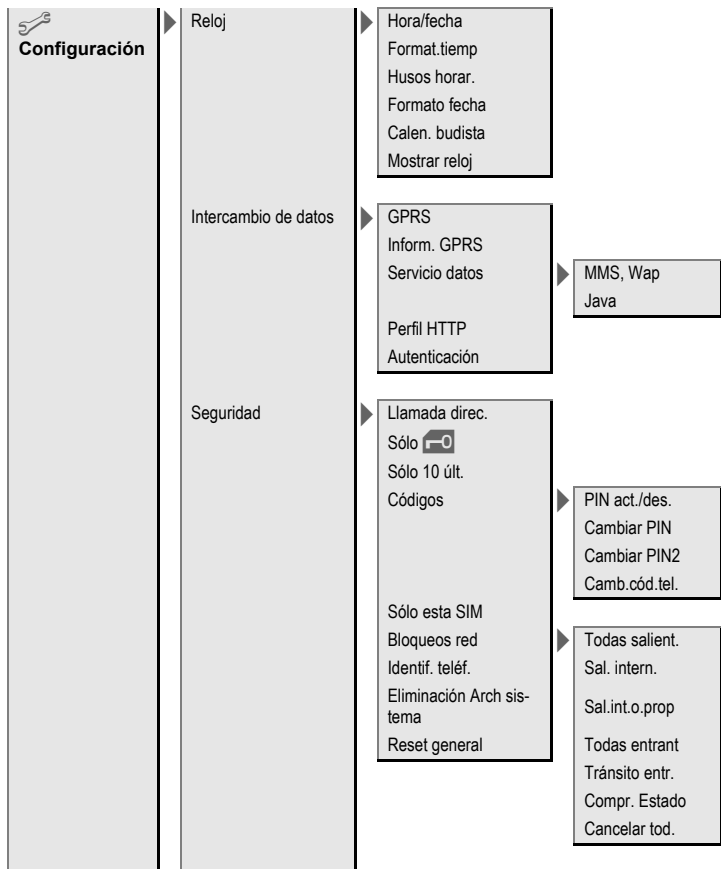 Configuración
Reloj
Hora/fecha
Format.tiemp
Husos horar.
Formato fecha
Calen. budista
Mostrar reloj
Intercambio de datos
GPRS
Inform. GPRS
Servicio datos
MMS, Wap
Java
Perfil HTTP
Autenticación
Seguridad
Llamada direc.
Sólo
Sólo 10 últ.
Códigos
PIN act./des.
Cambiar PIN
Cambiar PIN2
Camb.cód.tel.
Sólo esta SIM
Bloqueos red
Todas salient.
Sal. intern.
Sal.int.o.prop
Todas entrant
Tránsito entr.
Compr. Estado
Cancelar tod.
Identif. teléf.
Eliminación Arch sis-
tema
Reset general